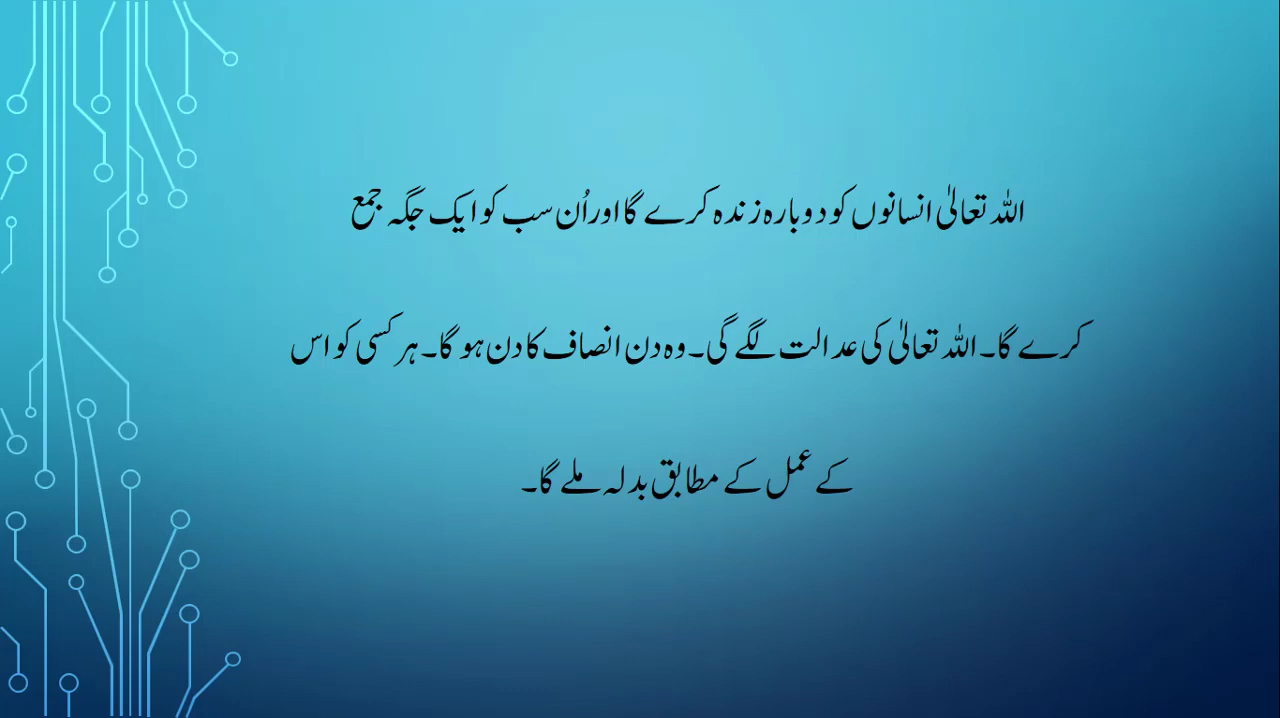 اللہ تعالیٰ انسانوں کو دوبارہ زندہ کرے گا اور اُن سب کو ایک جگہ جمع
کرے گا۔ اللہ تعالیٰ کی عدالت لگے گی۔ وہ دن انصاف کا دن ہو گا۔ ہر کسی کو اس
کے عمل کے مطابق بدلہ ملے گا۔